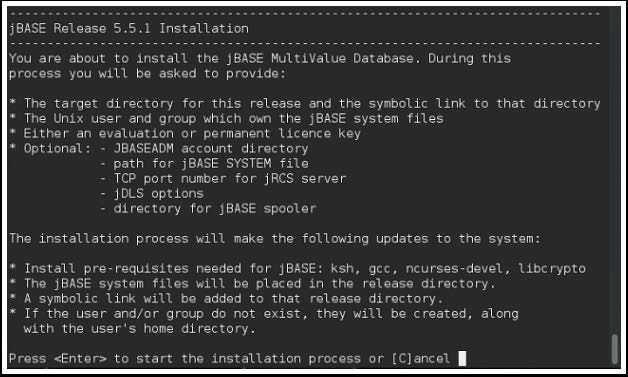 --------------------------------------------------------------------------------
jBASE Release 5.5.1 Installation
--------------------------------------------------------------------------------
You are about to install the jBASE MultiValue Database. During this
process you will be asked to provide:
* The target directory for this release and the symbolic link to that directory
* The Unix user and group which own the jBASE system files
* Either an evaluation or permanent licence key
* Optional: - JBASEADM account directory
- path for jBASE SYSTEM file
- TCP port number for jRCS server
- jDLS options
- directory for jBASE spooler
The installation process will make the following updates to the system:
* Install pre-requisites needed for jBASE: ksh, gcc, ncurses-devel, libcrypto
* The jBASE system files will be placed in the release directory.
* A symbolic link will be added to that release directory.
* If the user and/or group do not exist, they will be created, along
with the user's home directory.
Press <Enter> to start the installation process or [C]ancel